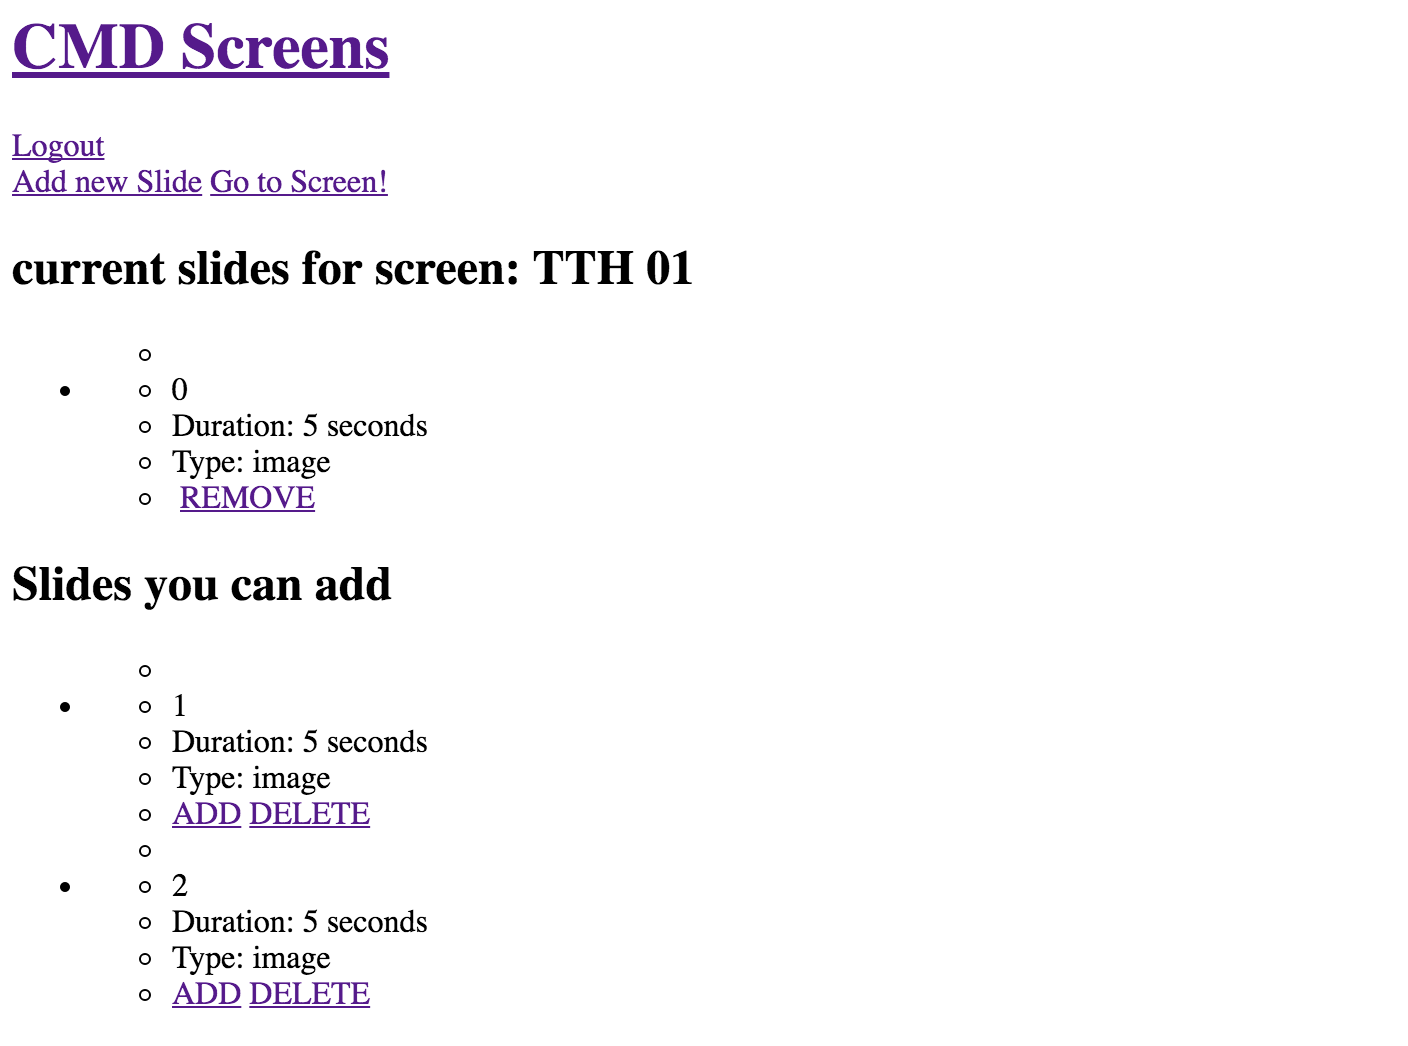 CMD Screens
Logout
Add new Slide Go to Screen!
current slides for screen: TTH 01
0
Duration: 5 seconds
Type: image
REMOVE
Slides you can add
1
Duration: 5 seconds
Type: image
ADD DELETE
2
Duration: 5 seconds
Type: image
ADD DELETE